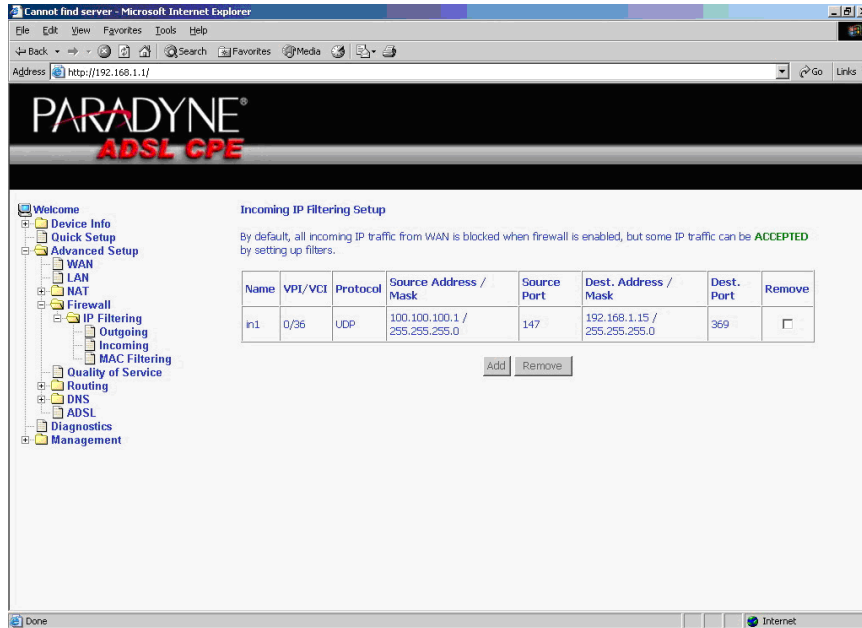 Cannot find server - Microsoft Internet Explorer
File Edit View Favorites Tools Help
Back Search Favorites Media
Address http://192.168.1.1/ Go Links
PARADYNE®
ADSL CPE
Welcome
Device Info
Quick Setup
Advanced Setup
WAN
LAN
NAT
Firewall
IP Filtering
Outgoing
Incoming
MAC Filtering
Quality of Service
Routing
DNS
ADSL
Diagnostics
Management
Incoming IP Filtering Setup
By default, all incoming IP traffic from WAN is blocked when firewall is enabled, but some IP traffic can be ACCEPTED
by setting up filters.
Name VPI/VCI Protocol Source Address / Mask Source Port Dest. Address / Mask Dest. Port Remove
in1 0/36 UDP 100.100.100.1 / 255.255.255.0 147 192.168.1.15 / 255.255.255.0 369
Add Remove
Done Internet